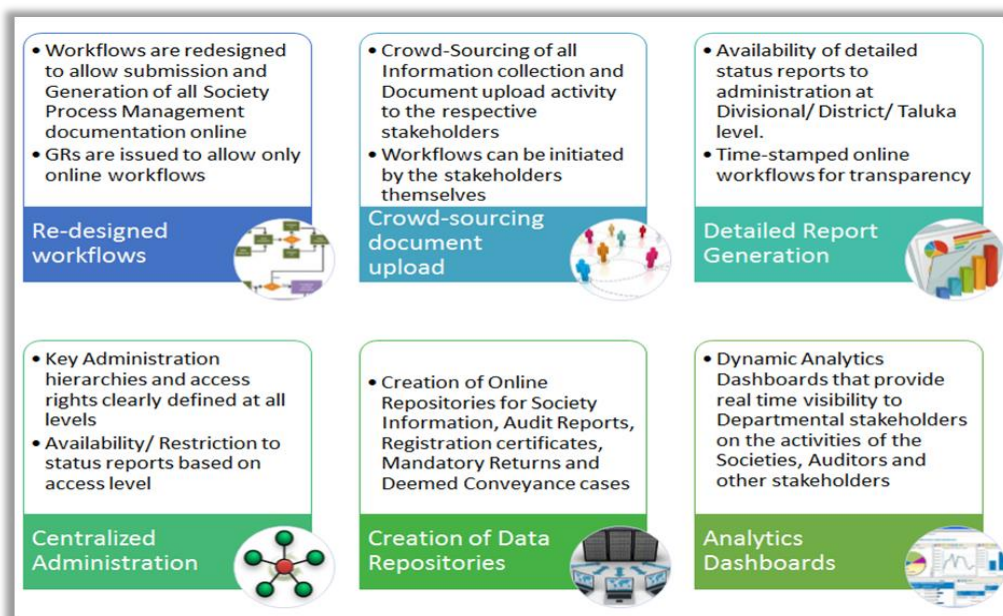 • Workflows are redesigned
to allow submission and
Generation of all Society
Process Management
documentation online
• GRs are issued to allow only
online workflows
Re-designed
workflows
• Crowd-Sourcing of all
Information collection and
Document upload activity
to the respective
stakeholders
• Workflows can be initiated
by the stakeholders
themselves
Crowd-sourcing
document
upload
• Availability of detailed
status reports to
administration at
Divisional/ District/ Taluka
level.
• Time-stamped online
workflows for transparency
Detailed Report
Generation
• Key Administration
hierarchies and access
rights clearly defined at all
levels
• Availability/ Restriction to
status reports based on
access level
Centralized
Administration
• Creation of Online
Repositories for Society
Information, Audit Reports,
Registration certificates,
Mandatory Returns and
Deemed Conveyance cases
Creation of Data
Repositories
• Dynamic Analytics
Dashboards that provide
real time visibility to
Departmental stakeholders
on the activities of the
Societies, Auditors and
other stakeholders
Analytics
Dashboards